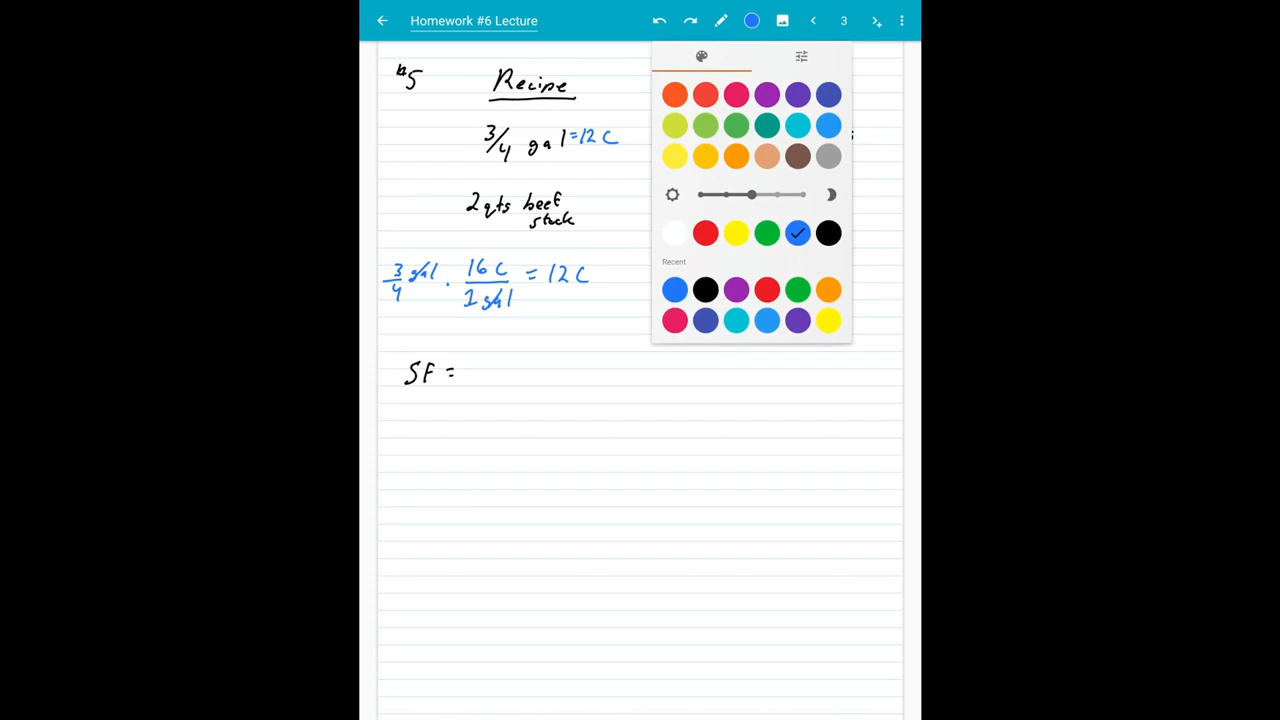 Homework #6 Lecture
3
#5 Recipe
3/4 gal = 12 C
2 qts beef
stock
3/4 gal · 16 C / 1 gal = 12 C
SF =
Recent